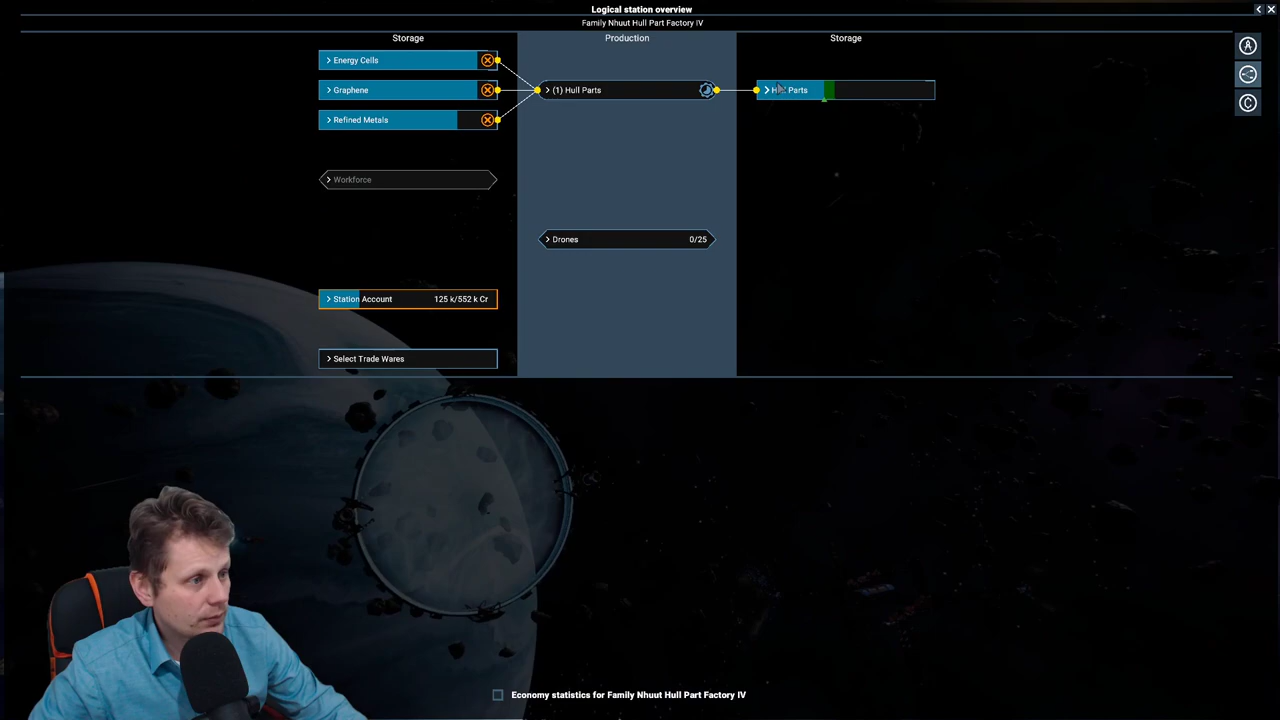 Logical station overview
Family Nhuut Hull Part Factory IV
Storage
Production
Storage
Energy Cells
Graphene
(1) Hull Parts
Hull Parts
Refined Metals
Workforce
Drones 0/25
Station Account 125 k/552 k Cr
Select Trade Wares
Economy statistics for Family Nhuut Hull Part Factory IV